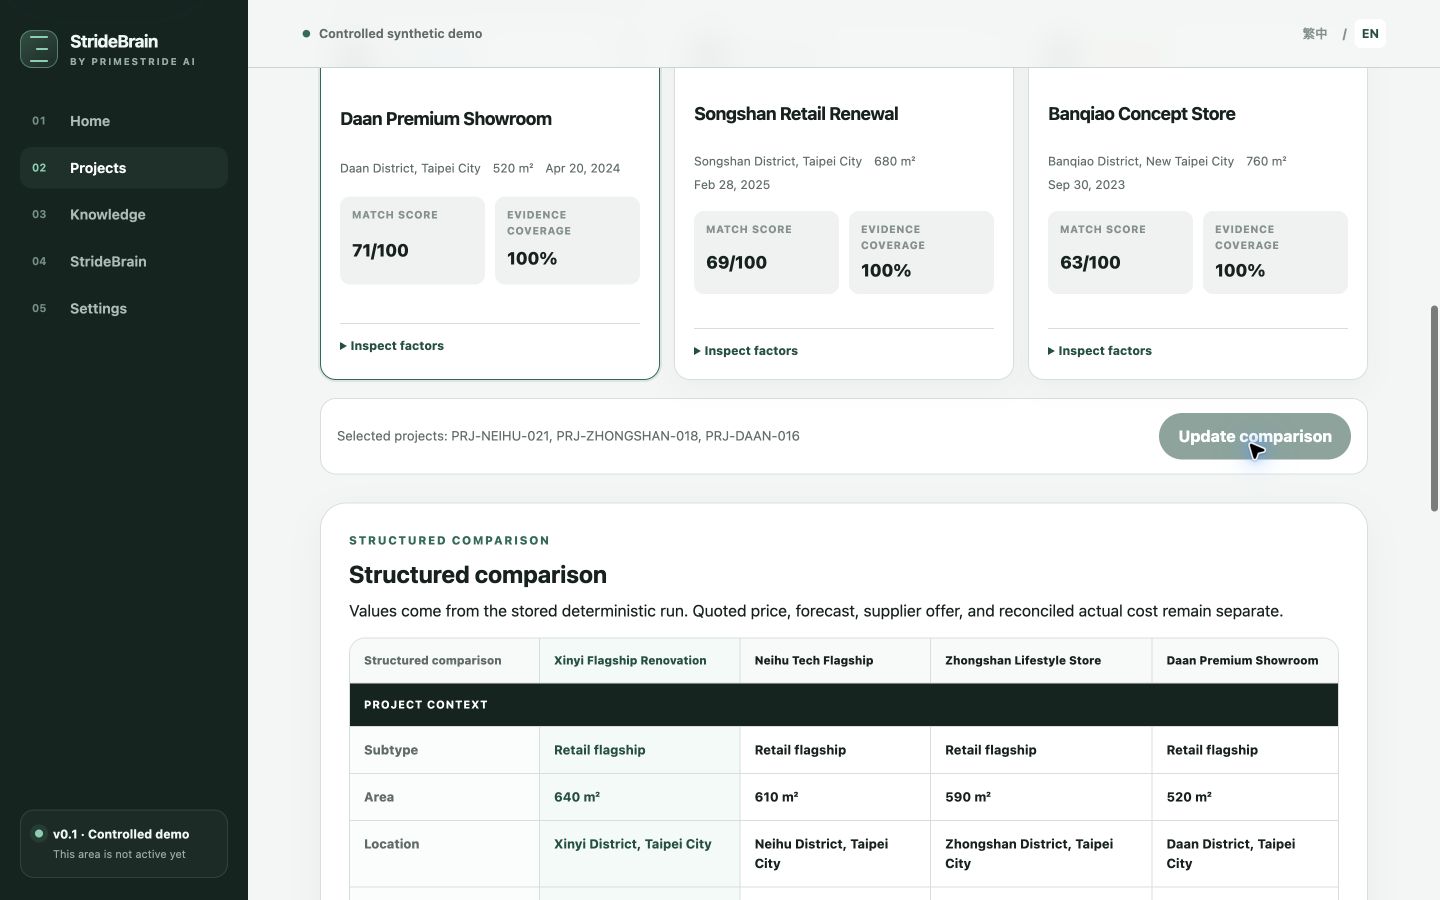 StrideBrain
BY PRIMESTRIDE AI
01 Home
02 Projects
03 Knowledge
04 StrideBrain
05 Settings
v0.1 · Controlled demo
This area is not active yet
Controlled synthetic demo
繁中 / EN
Daan Premium Showroom
Daan District, Taipei City 520 m² Apr 20, 2024
MATCH SCORE
71/100
EVIDENCE
COVERAGE
100%
Inspect factors
Songshan Retail Renewal
Songshan District, Taipei City 680 m²
Feb 28, 2025
MATCH SCORE
69/100
EVIDENCE
COVERAGE
100%
Inspect factors
Banqiao Concept Store
Banqiao District, New Taipei City 760 m²
Sep 30, 2023
MATCH SCORE
63/100
EVIDENCE
COVERAGE
100%
Inspect factors
Selected projects: PRJ-NEIHU-021, PRJ-ZHONGSHAN-018, PRJ-DAAN-016
Update comparison
STRUCTURED COMPARISON
Structured comparison
Values come from the stored deterministic run. Quoted price, forecast, supplier offer, and reconciled actual cost remain separate.
Structured comparison Xinyi Flagship Renovation Neihu Tech Flagship Zhongshan Lifestyle Store Daan Premium Showroom
PROJECT CONTEXT
Subtype Retail flagship Retail flagship Retail flagship Retail flagship
Area 640 m² 610 m² 590 m² 520 m²
Location Xinyi District, Taipei City Neihu District, Taipei Zhongshan District, Taipei Daan District, Taipei
City City City